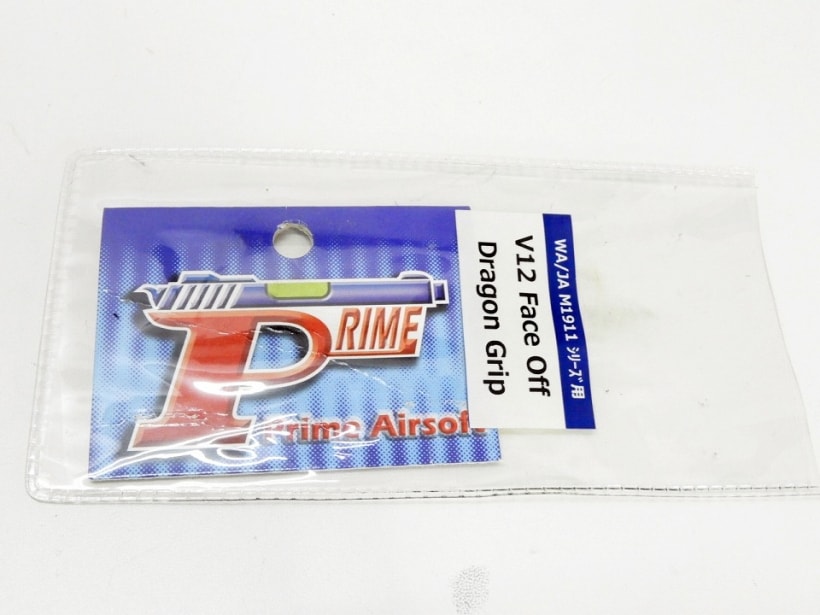 PRIME
Prime Airsoft
WA/JA M1911 ｼﾘｰｽﾞ用
V12 Face Off
Dragon Grip